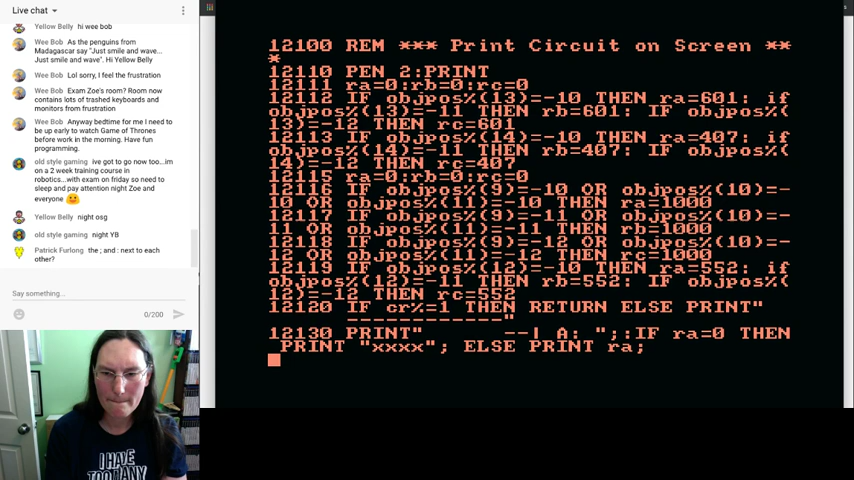 Live chat
Yellow Belly hi wee bob
Wee Bob As the penguins from
Madagascar say "Just smile and wave...
Just smile and wave". Hi Yellow Belly
Wee Bob Lol sorry, I feel the frustration
Wee Bob Exam Zoe's room? Room now
contains lots of trashed keyboards and
monitors from frustration
Wee Bob Anyway bedtime for me I need to
be up early to watch Game of Thrones
before work in the morning. Have fun
programming.
old style gaming ive got to go now too...im
on a 2 week training course in
robotics...with exam on friday so need to
sleep and pay attention night Zoe and
everyone
Yellow Belly night osg
old style gaming night YB
Patrick Furlong the ; and : next to each
other?
Say something...
0/200
I HAVE
TOO MANY
12100 REM *** Print Circuit on Screen **
*
12110 PEN 2:PRINT
12111 ra=0:rb=0:rc=0
12112 IF objpos%(13)=-10 THEN ra=601: if
objpos%(13)=-11 THEN rb=601: IF objpos%(
13)=-12 THEN rc=601
12113 IF objpos%(14)=-10 THEN ra=407: if
objpos%(14)=-11 THEN rb=407: IF objpos%(
14)=-12 THEN rc=407
12115 ra=0:rb=0:rc=0
12116 IF objpos%(9)=-10 OR objpos%(10)=-
10 OR objpos%(11)=-10 THEN ra=1000
12117 IF objpos%(9)=-11 OR objpos%(10)=-
11 OR objpos%(11)=-11 THEN rb=1000
12118 IF objpos%(9)=-12 OR objpos%(10)=-
12 OR objpos%(11)=-12 THEN rc=1000
12119 IF objpos%(12)=-10 THEN ra=552: if
objpos%(12)=-11 THEN rb=552: IF objpos%(
12)=-12 THEN rc=552
12120 IF cr%=1 THEN RETURN ELSE PRINT"
------------"
12130 PRINT" --| A: ";:IF ra=0 THEN
PRINT "xxxx"; ELSE PRINT ra;